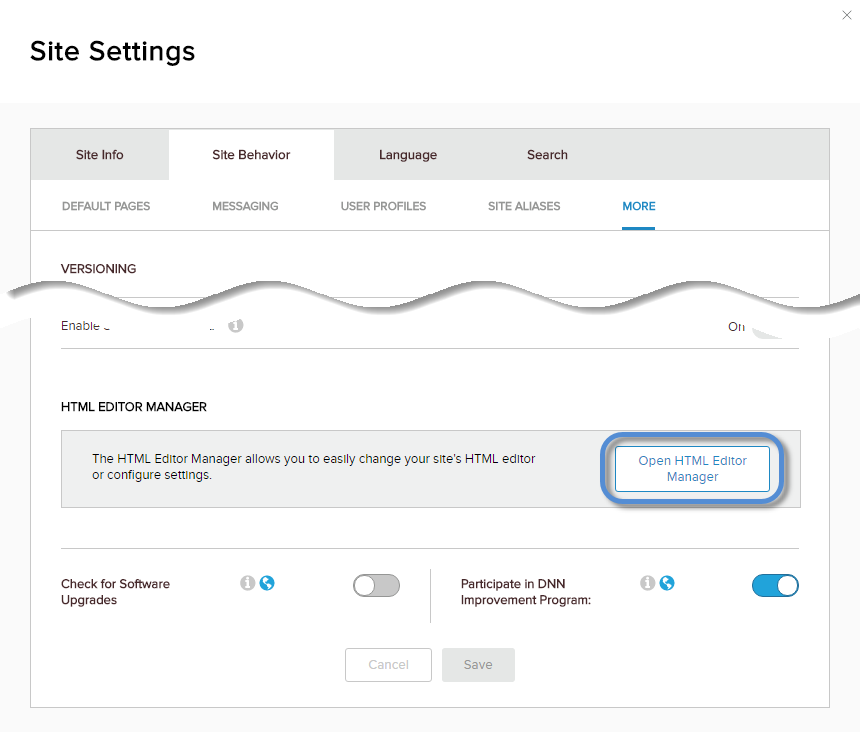 Site Settings
Site Info Site Behavior Language Search
DEFAULT PAGES MESSAGING USER PROFILES SITE ALIASES MORE
VERSIONING
Enable On
HTML EDITOR MANAGER
The HTML Editor Manager allows you to easily change your site's HTML editor
or configure settings.
Open HTML Editor
Manager
Check for Software
Upgrades
Participate in DNN
Improvement Program:
Cancel Save